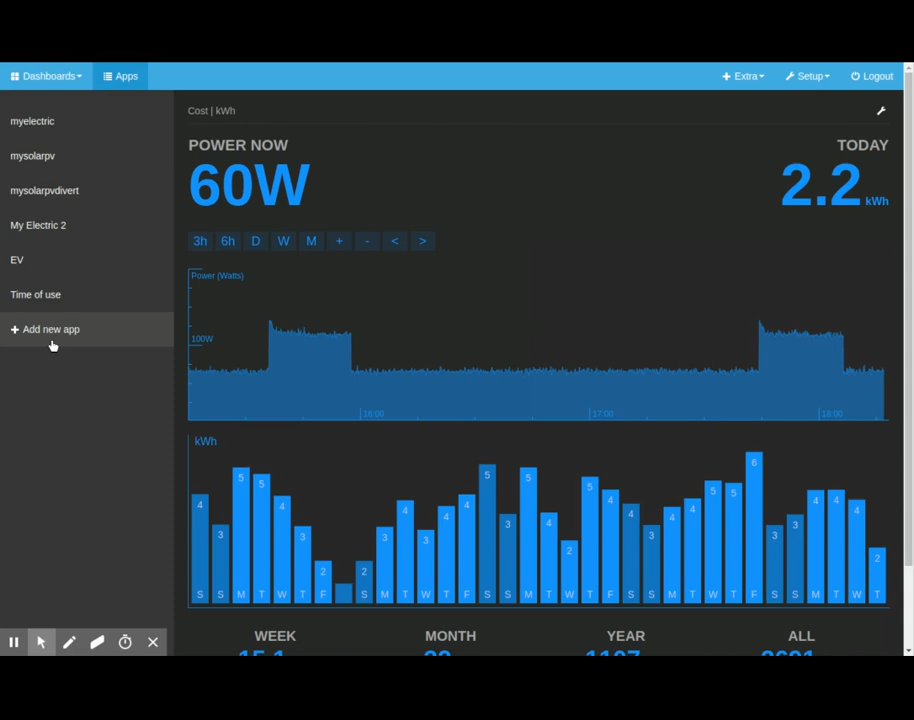 Dashboards Apps Extra Setup Logout
myelectric
mysolarpv
mysolarpvdivert
My Electric 2
EV
Time of use
+ Add new app
Cost | kWh
POWER NOW TODAY
60W 2.2 kWh
3h 6h D W M + - < >
Power (Watts)
100W
16:00 17:00 18:00
kWh
4 3 5 5 4 3 2 2 3 4 3 4 4 5 3 5 4 2 5 4 4 3 4 4 5 5 6 3 3 4 4 4 2
S S M T W T F S M T W T F S S M T W T F S S M T W T F S S M T W T
WEEK MONTH YEAR ALL